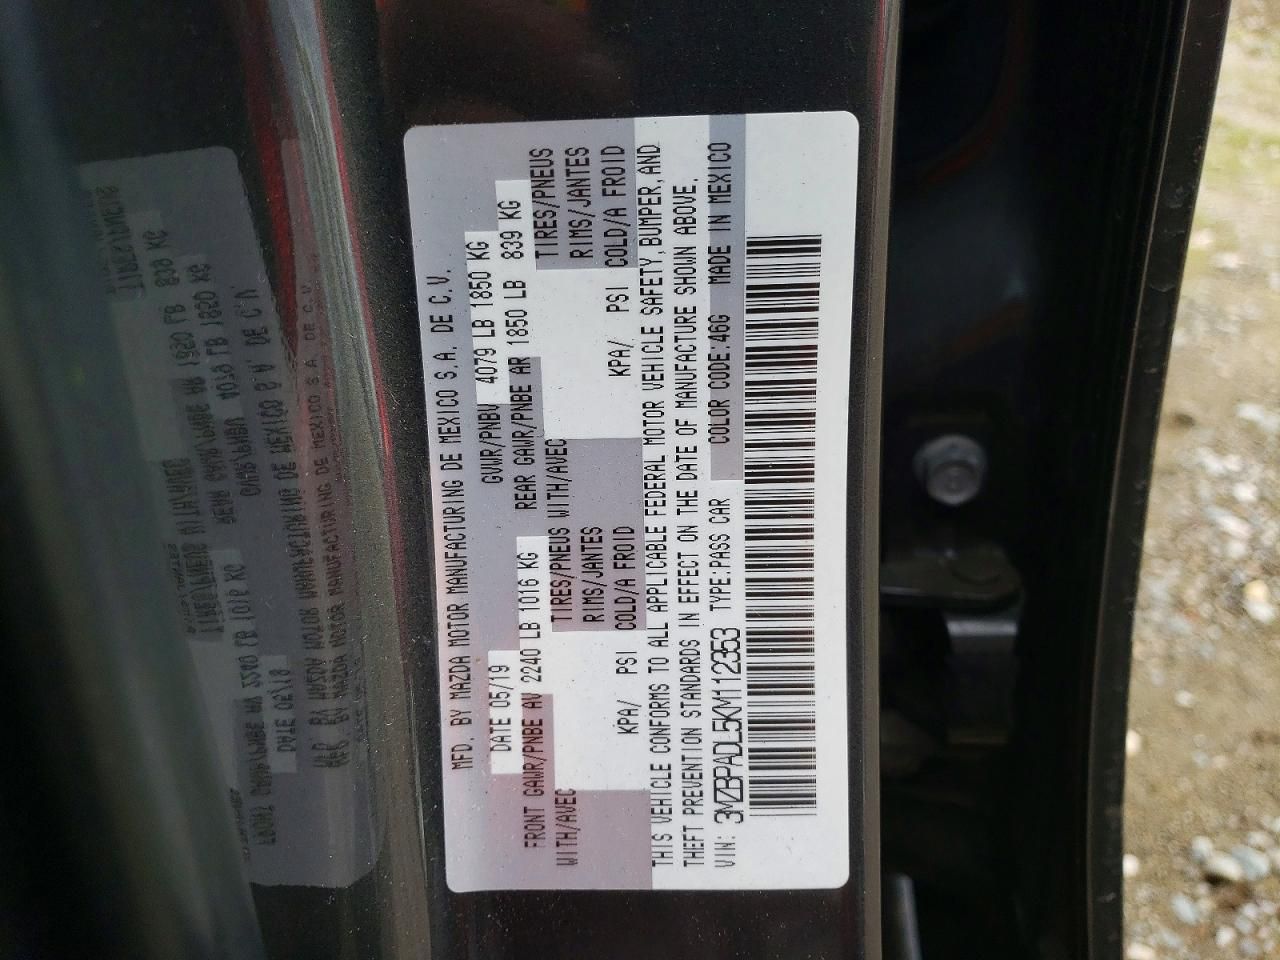 MFD. BY MAZDA MOTOR MANUFACTURING DE MEXICO S.A. DE C.V.
DATE 05/19 GVWR/PNBV 4079 LB 1850 KG
FRONT GAWR/PNBE AV 2240 LB 1016 KG REAR GAWR/PNBE AR 1850 LB 839 KG
WITH/AVEC TIRES/PNEUS WITH/AVEC TIRES/PNEUS
RIMS/JANTES RIMS/JANTES
KPA/ PSI COLD/A FROID KPA/ PSI COLD/A FROID
THIS VEHICLE CONFORMS TO ALL APPLICABLE FEDERAL MOTOR VEHICLE SAFETY, BUMPER, AND
THEFT PREVENTION STANDARDS IN EFFECT ON THE DATE OF MANUFACTURE SHOWN ABOVE.
VIN: 3MZBPADL5KM112353 TYPE:PASS CAR COLOR CODE:46G MADE IN MEXICO